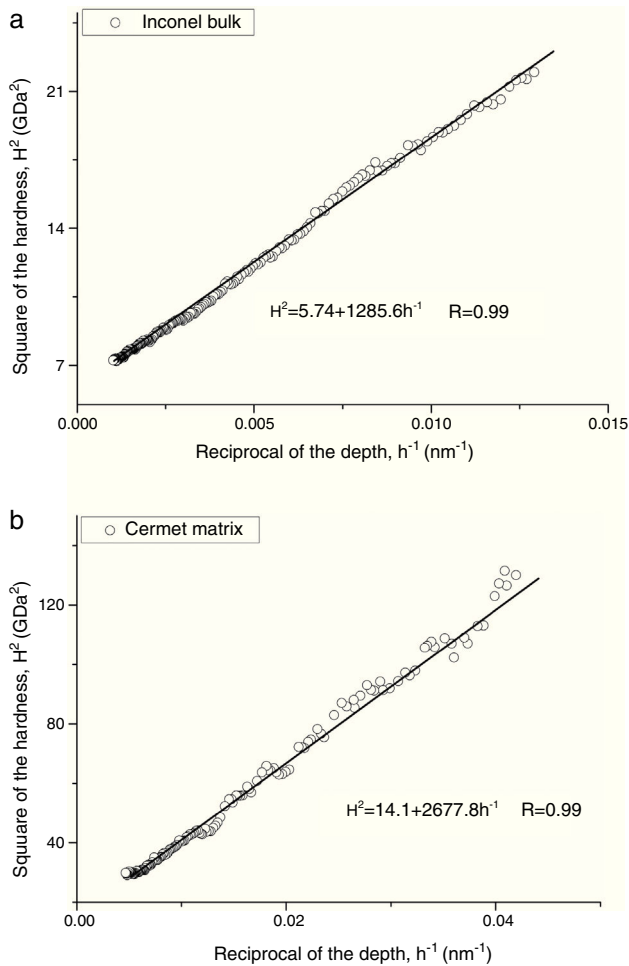 a
Inconel bulk
21
14
7
Squuare of the hardness, H² (GDa²)
H²=5.74+1285.6h⁻¹ R=0.99
0.000 0.005 0.010 0.015
Reciprocal of the depth, h⁻¹ (nm⁻¹)
b
Cermet matrix
120
80
40
Squuare of the hardness, H² (GDa²)
H²=14.1+2677.8h⁻¹ R=0.99
0.00 0.02 0.04
Reciprocal of the depth, h⁻¹ (nm⁻¹)